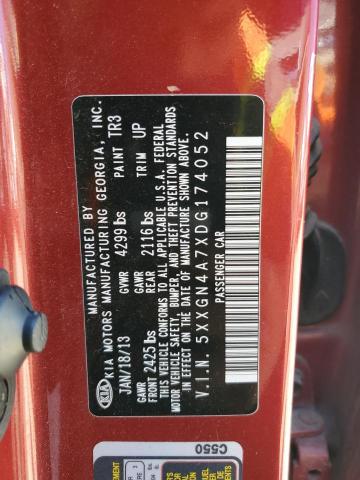 MANUFACTURED BY
KIA KIA MOTORS MANUFACTURING GEORGIA, INC.
JAN/18/13 GVWR 4299 lbs PAINT TR3
GAWR FRONT 2425 lbs GAWR REAR 2116 lbs TRIM UP
THIS VEHICLE CONFORMS TO ALL APPLICABLE U.S.A. FEDERAL
MOTOR VEHICLE SAFETY, BUMPER, AND THEFT PREVENTION STANDARDS
IN EFFECT ON THE DATE OF MANUFACTURE SHOWN ABOVE.
V.I.N. 5XXGN4A7XDG174052
PASSENGER CAR
C550